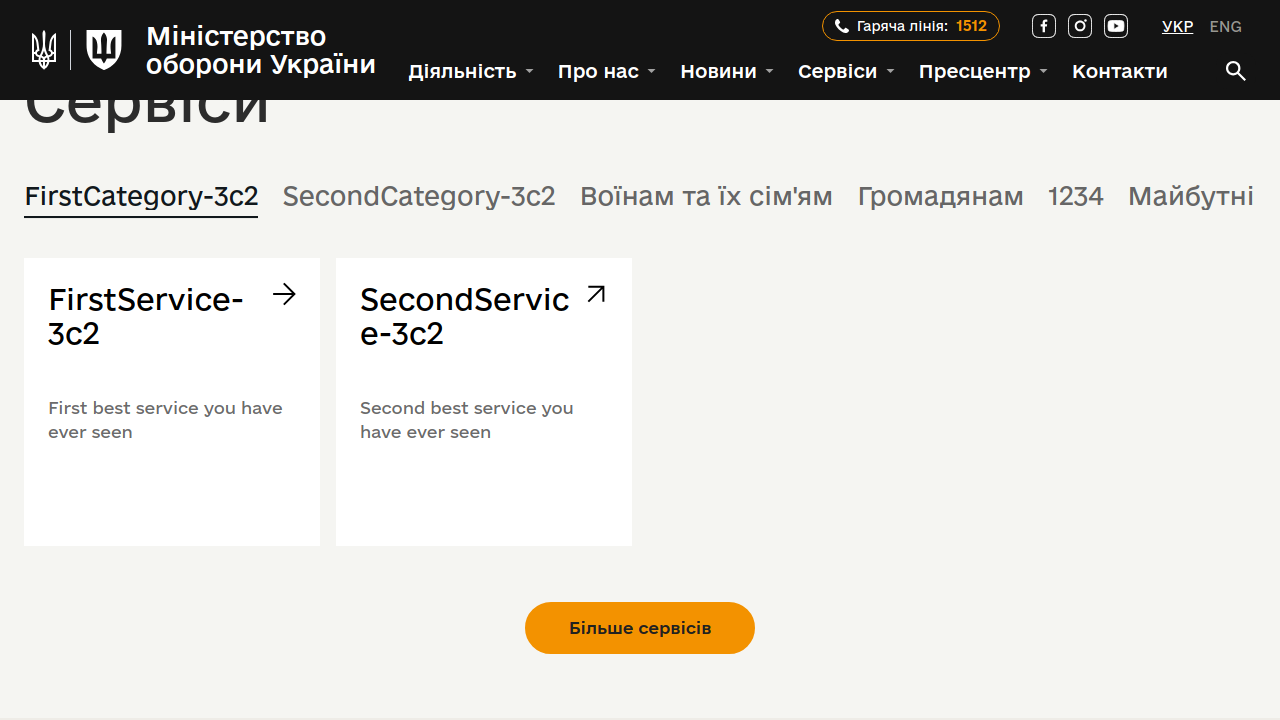 Міністерство
оборони України
Гаряча лінія: 1512
УКР ENG
Діяльність Про нас Новини Сервіси Пресцентр Контакти
Сервіси
FirstCategory-3c2 SecondCategory-3c2 Воїнам та їх сім'ям Громадянам 1234 Майбутні
FirstService-
3c2
First best service you have
ever seen
SecondServic
e-3c2
Second best service you
have ever seen
Більше сервісів